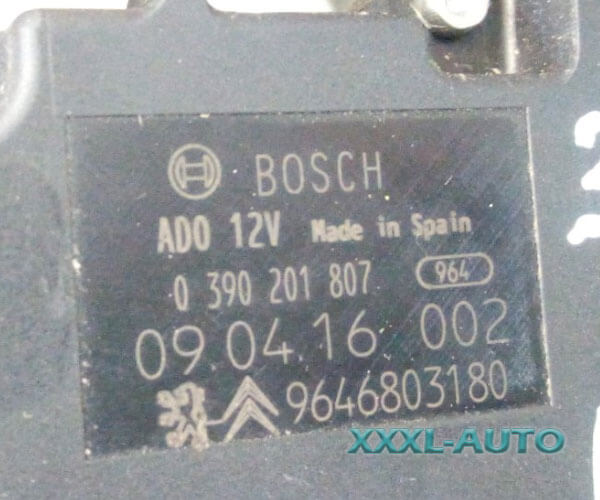 BOSCH
ADO 12V Made in Spain
0 390 201 807 964
09.04.16 002
9646803180
XXXL-AUTO